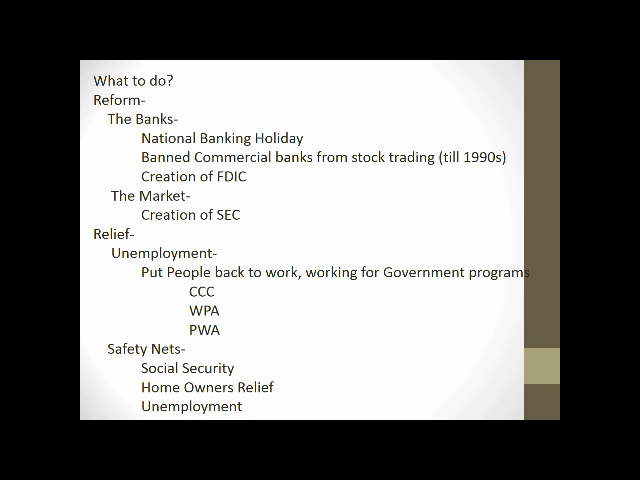 What to do?
Reform-
The Banks-
National Banking Holiday
Banned Commercial banks from stock trading (till 1990s)
Creation of FDIC
The Market-
Creation of SEC
Relief-
Unemployment-
Put People back to work, working for Government programs
CCC
WPA
PWA
Safety Nets-
Social Security
Home Owners Relief
Unemployment